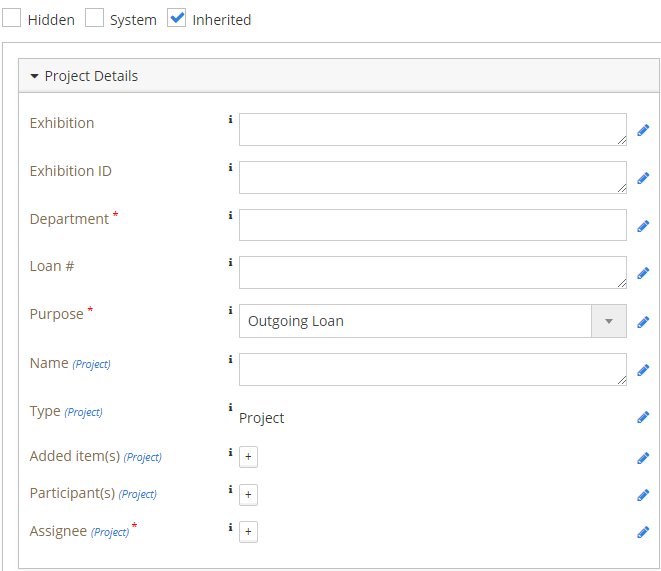 Hidden System Inherited
Project Details
Exhibition i
Exhibition ID i
Department * i
Loan # i
Purpose * i Outgoing Loan
Name (Project) i
Type (Project) i Project
Added item(s) (Project) i +
Participant(s) (Project) i +
Assignee (Project) * i +